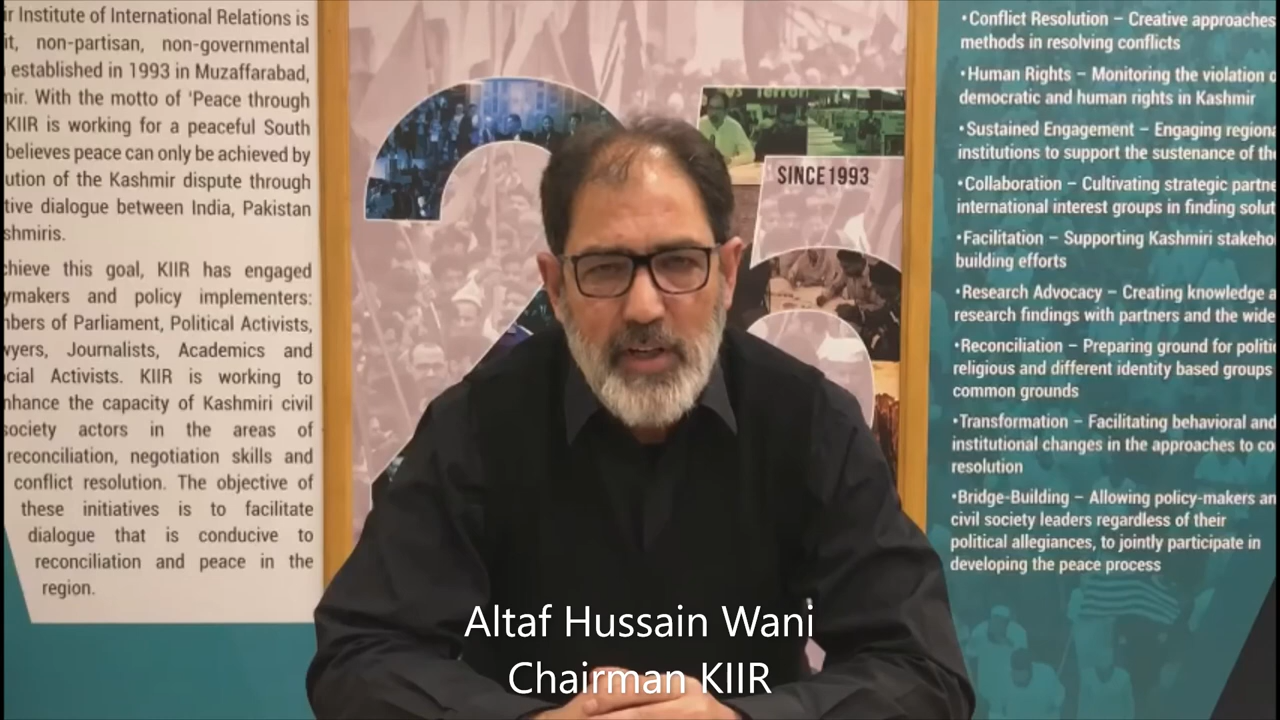 ir Institute of International Relations is
it, non-partisan, non-governmental
established in 1993 in Muzaffarabad,
mir. With the motto of 'Peace through
KIIR is working for a peaceful South
believes peace can only be achieved by
ution of the Kashmir dispute through
tive dialogue between India, Pakistan
shmiris.
chieve this goal, KIIR has engaged
ymakers and policy implementers:
nbers of Parliament, Political Activists,
wyers, Journalists, Academics and
cial Activists. KIIR is working to
nhance the capacity of Kashmiri civil
society actors in the areas of
reconciliation, negotiation skills and
conflict resolution. The objective of
these initiatives is to facilitate
dialogue that is conducive to
reconciliation and peace in the
region.
SINCE1993
•Conflict Resolution – Creative approaches
methods in resolving conflicts
•Human Rights – Monitoring the violation o
democratic and human rights in Kashmir
•Sustained Engagement – Engaging regiona
institutions to support the sustenance of the
•Collaboration – Cultivating strategic partne
international interest groups in finding solut
•Facilitation – Supporting Kashmiri stakeho
building efforts
•Research Advocacy – Creating knowledge a
research findings with partners and the wide
•Reconciliation – Preparing ground for politi
religious and different identity based groups
common grounds
•Transformation – Facilitating behavioral and
institutional changes in the approaches to co
resolution
•Bridge-Building – Allowing policy-makers an
civil society leaders regardless of their
political allegiances, to jointly participate in
developing the peace process
Altaf Hussain Wani
Chairman KIIR